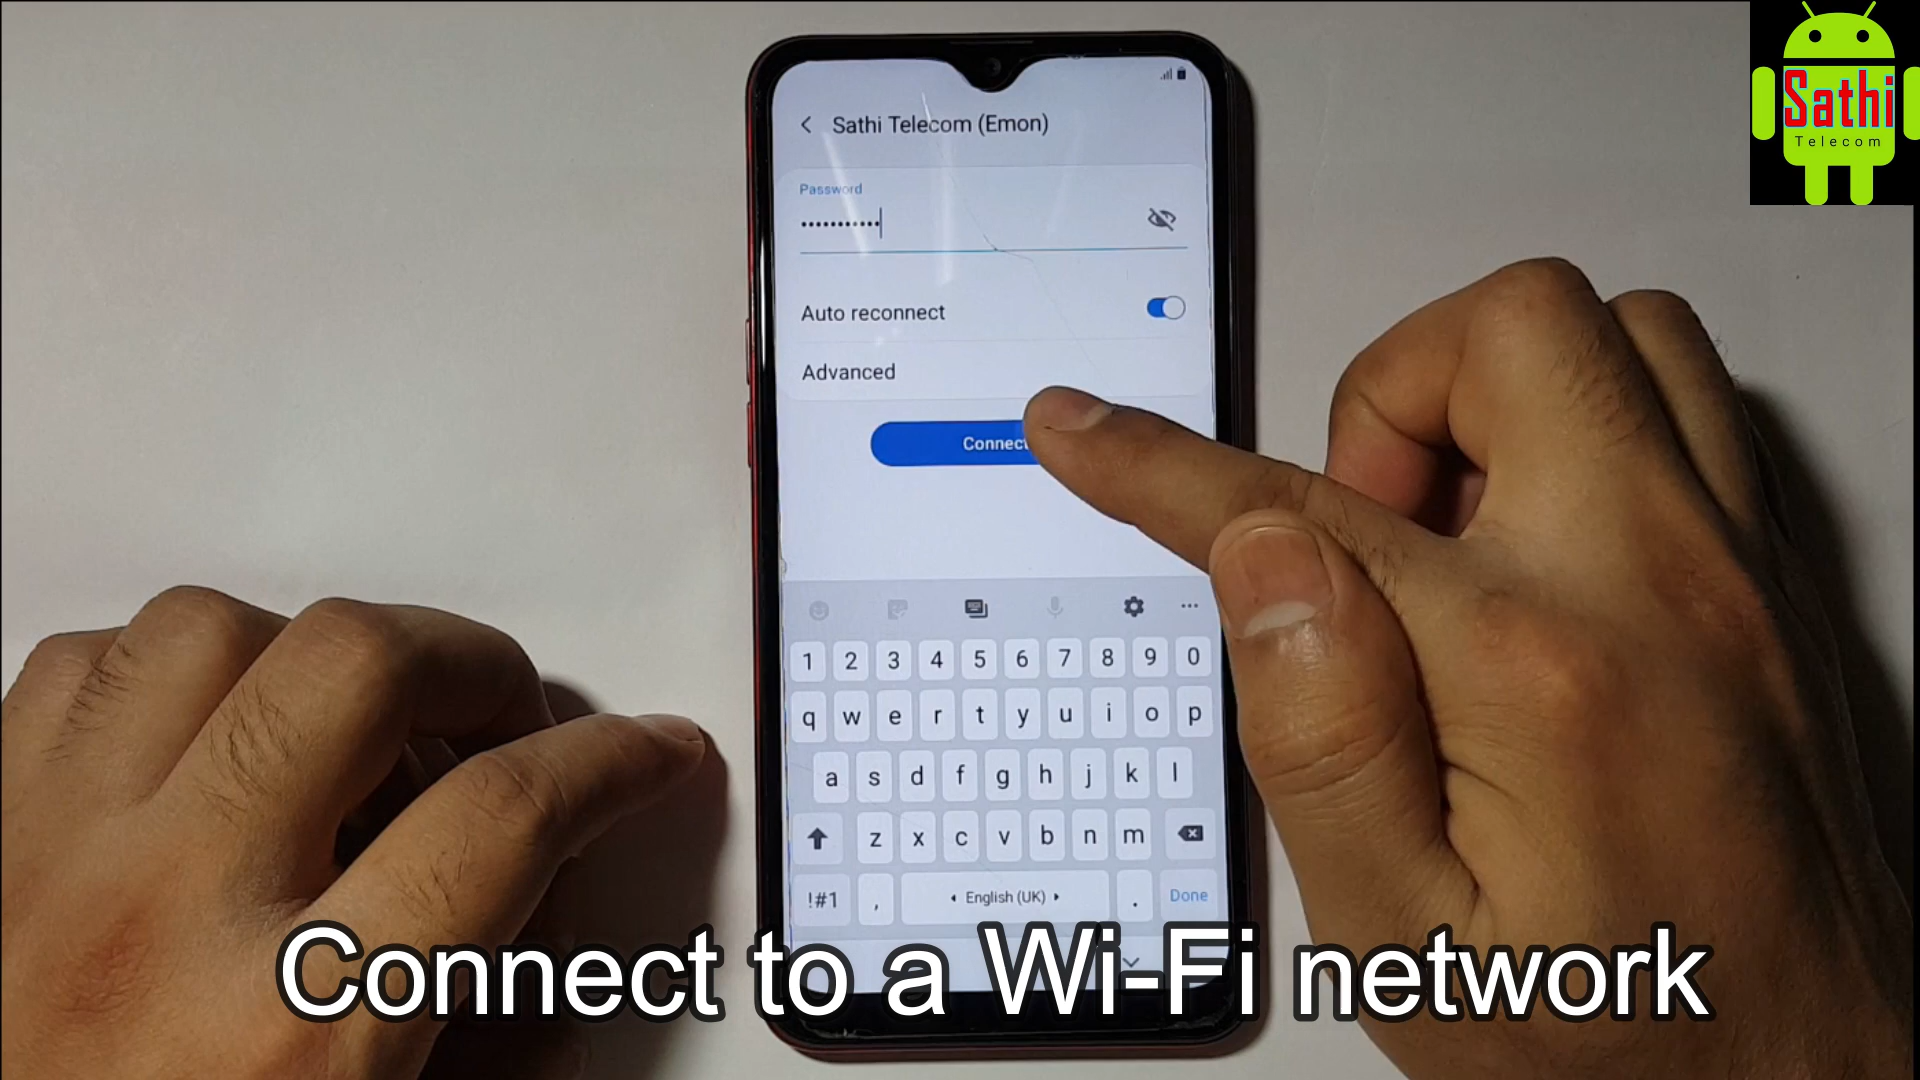 Sathi
Telecom
Sathi Telecom (Emon)
Password
•••••••••••
Auto reconnect
Advanced
Connect
1 2 3 4 5 6 7 8 9 0
q w e r t y u i o p
a s d f g h j k l
z x c v b n m
!#1 , English (UK) . Done
Connect to a Wi-Fi network